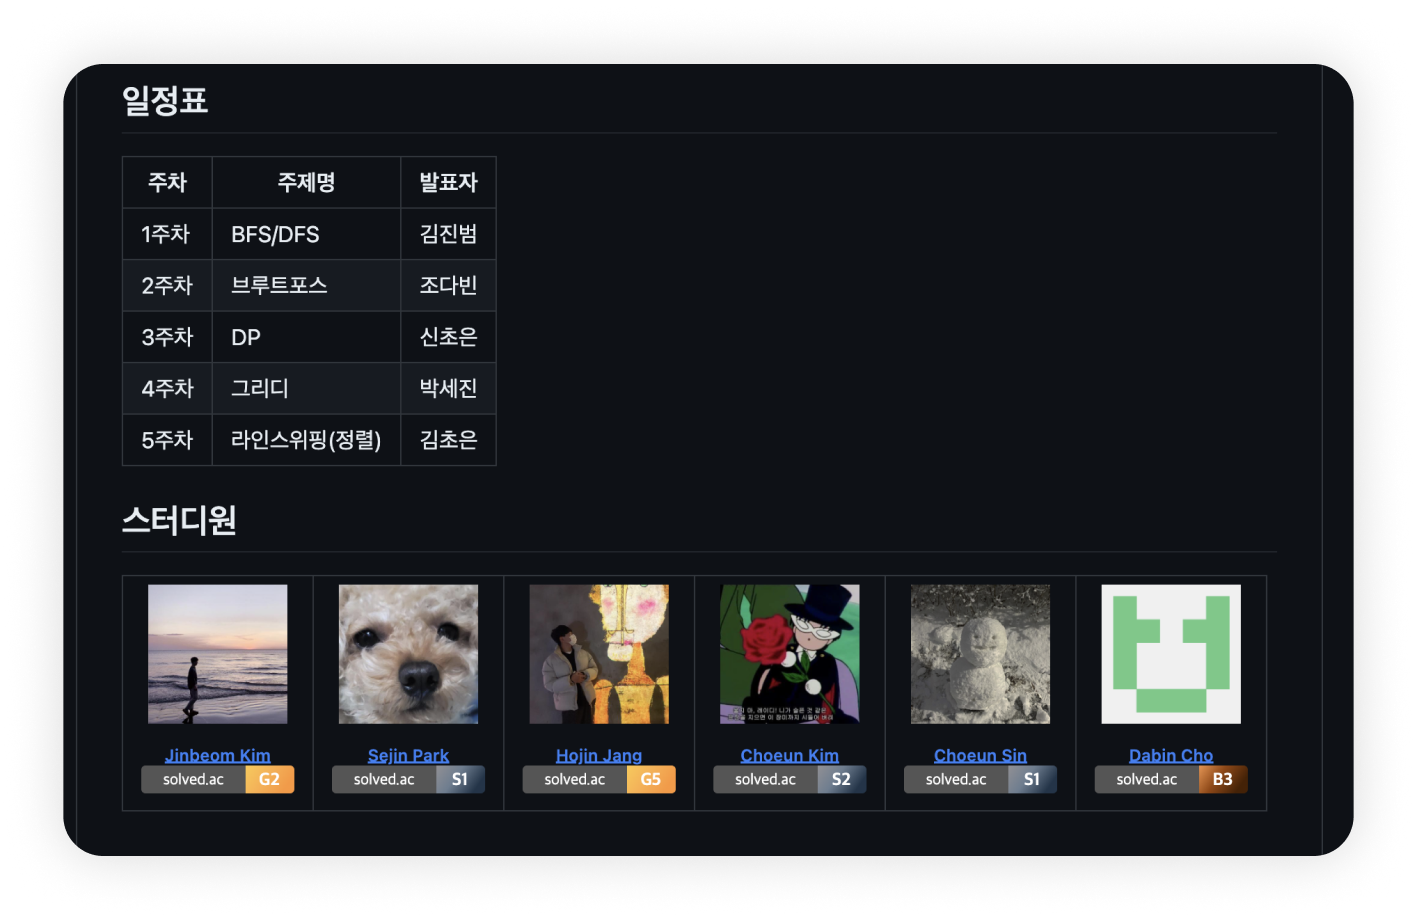 일정표
주차 주제명 발표자
1주차 BFS/DFS 김진범
2주차 브루트포스 조다빈
3주차 DP 신초은
4주차 그리디 박세진
5주차 라인스위핑(정렬) 김초은
스터디원
Jinbeom Kim Sejin Park Hojin Jang Choeun Kim Choeun Sin Dabin Cho
solved.ac G2 solved.ac S1 solved.ac G5 solved.ac S2 solved.ac S1 solved.ac B3